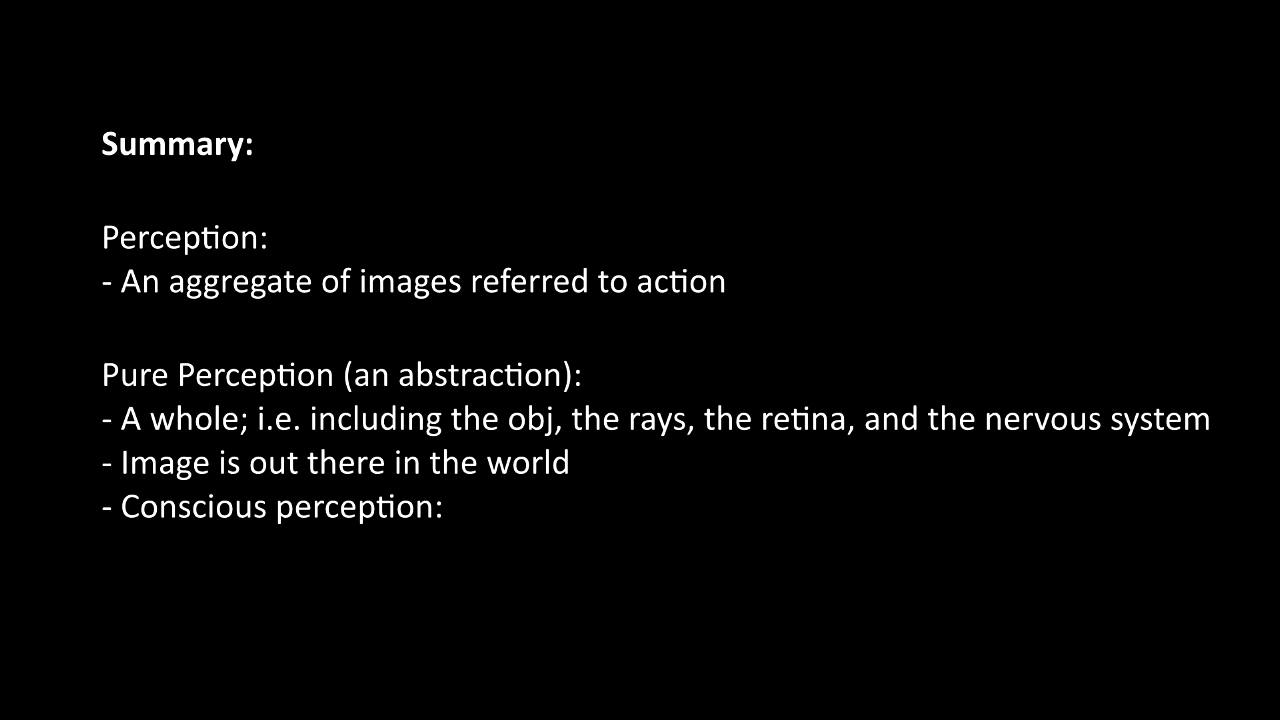 Summary:
Perception:
- An aggregate of images referred to action
Pure Perception (an abstraction):
- A whole; i.e. including the obj, the rays, the retina, and the nervous system
- Image is out there in the world
- Conscious perception: